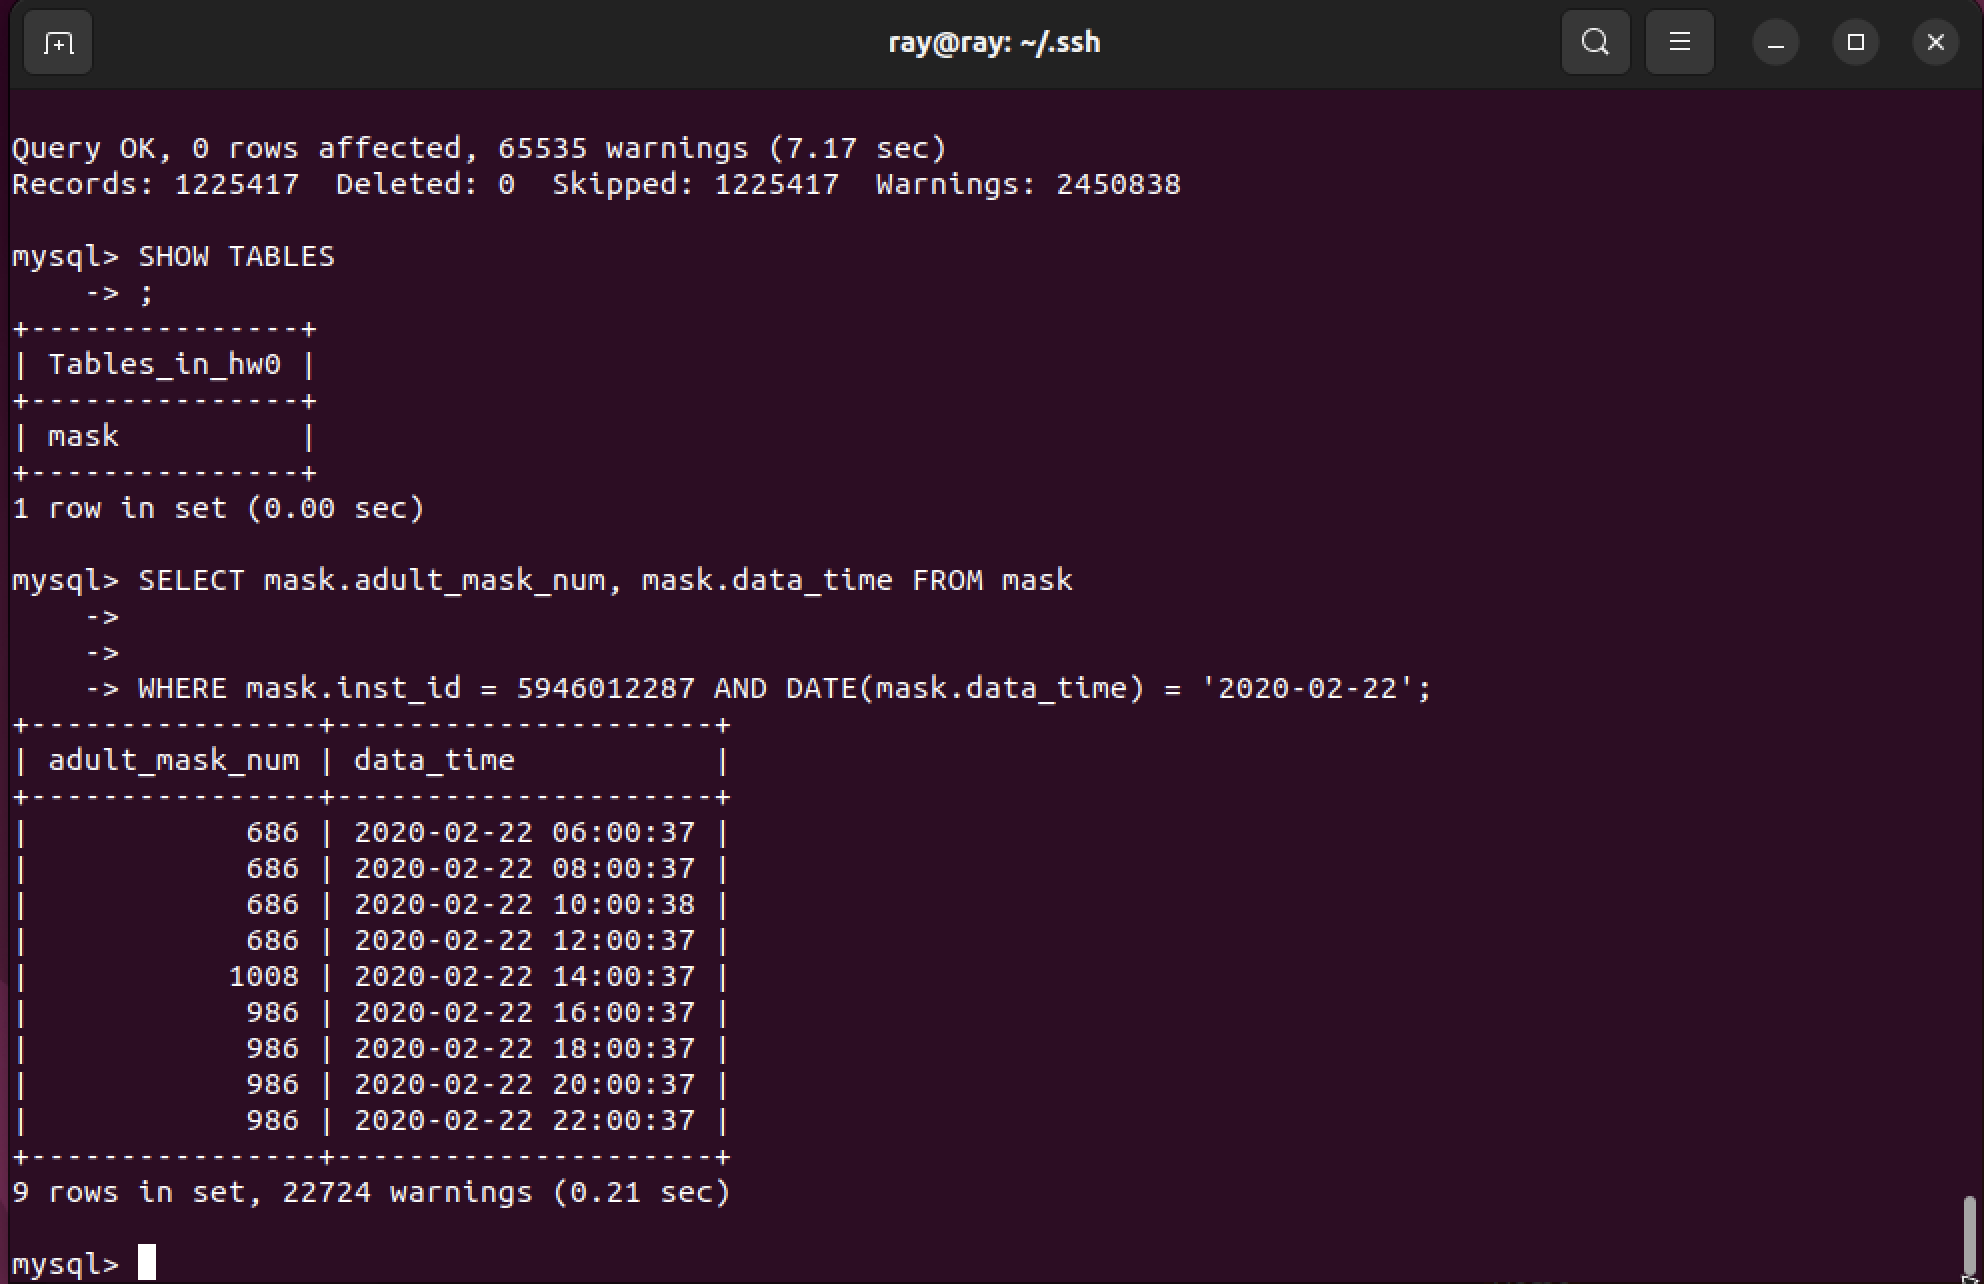 ray@ray: ~/.ssh
Query OK, 0 rows affected, 65535 warnings (7.17 sec)
Records: 1225417  Deleted: 0  Skipped: 1225417  Warnings: 2450838
mysql> SHOW TABLES
    -> ;
+---------------+
| Tables_in_hw0 |
+---------------+
| mask          |
+---------------+
1 row in set (0.00 sec)
mysql> SELECT mask.adult_mask_num, mask.data_time FROM mask
    ->
    ->
    -> WHERE mask.inst_id = 5946012287 AND DATE(mask.data_time) = '2020-02-22';
+----------------+---------------------+
| adult_mask_num | data_time           |
+----------------+---------------------+
|            686 | 2020-02-22 06:00:37 |
|            686 | 2020-02-22 08:00:37 |
|            686 | 2020-02-22 10:00:38 |
|            686 | 2020-02-22 12:00:37 |
|           1008 | 2020-02-22 14:00:37 |
|            986 | 2020-02-22 16:00:37 |
|            986 | 2020-02-22 18:00:37 |
|            986 | 2020-02-22 20:00:37 |
|            986 | 2020-02-22 22:00:37 |
+----------------+---------------------+
9 rows in set, 22724 warnings (0.21 sec)
mysql>